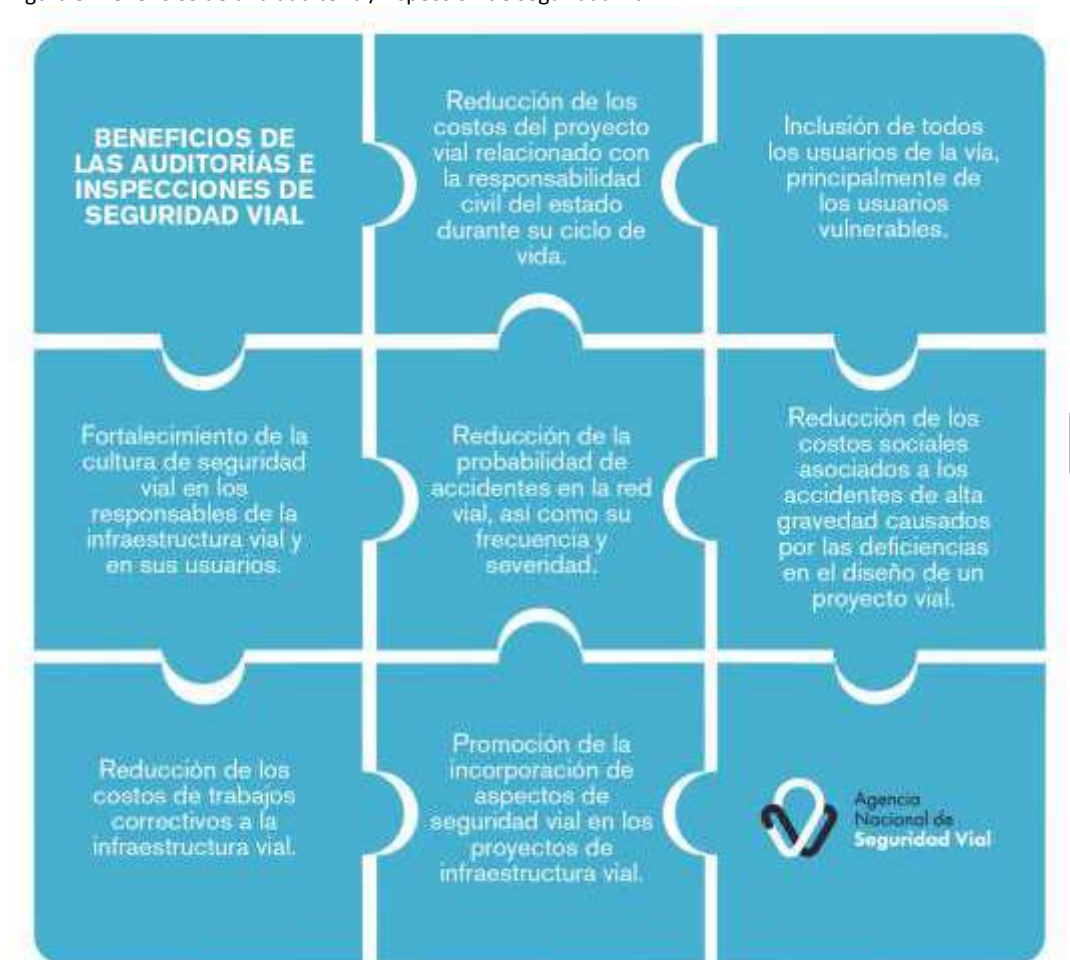 BENEFICIOS DE
LAS AUDITORÍAS E
INSPECCIONES DE
SEGURIDAD VIAL
Reducción de los
costos del proyecto
vial relacionado con
la responsabilidad
civil del estado
durante su ciclo de
vida.
Inclusión de todos
los usuarios de la vía,
principalmente de
los usuarios
vulnerables.
Fortalecimiento de la
cultura de seguridad
vial en los
responsables de la
infraestructura vial y
en sus usuarios.
Reducción de la
probabilidad de
accidentes en la red
vial, así como su
frecuencia y
severidad.
Reducción de los
costos sociales
asociados a los
accidentes de alta
gravedad causados
por las deficiencias
en el diseño de un
proyecto vial.
Reducción de los
costos de trabajos
correctivos a la
infraestructura vial.
Promoción de la
incorporación de
aspectos de
seguridad vial en los
proyectos de
infraestructura vial.
Agencia
Nacional de
Seguridad Vial